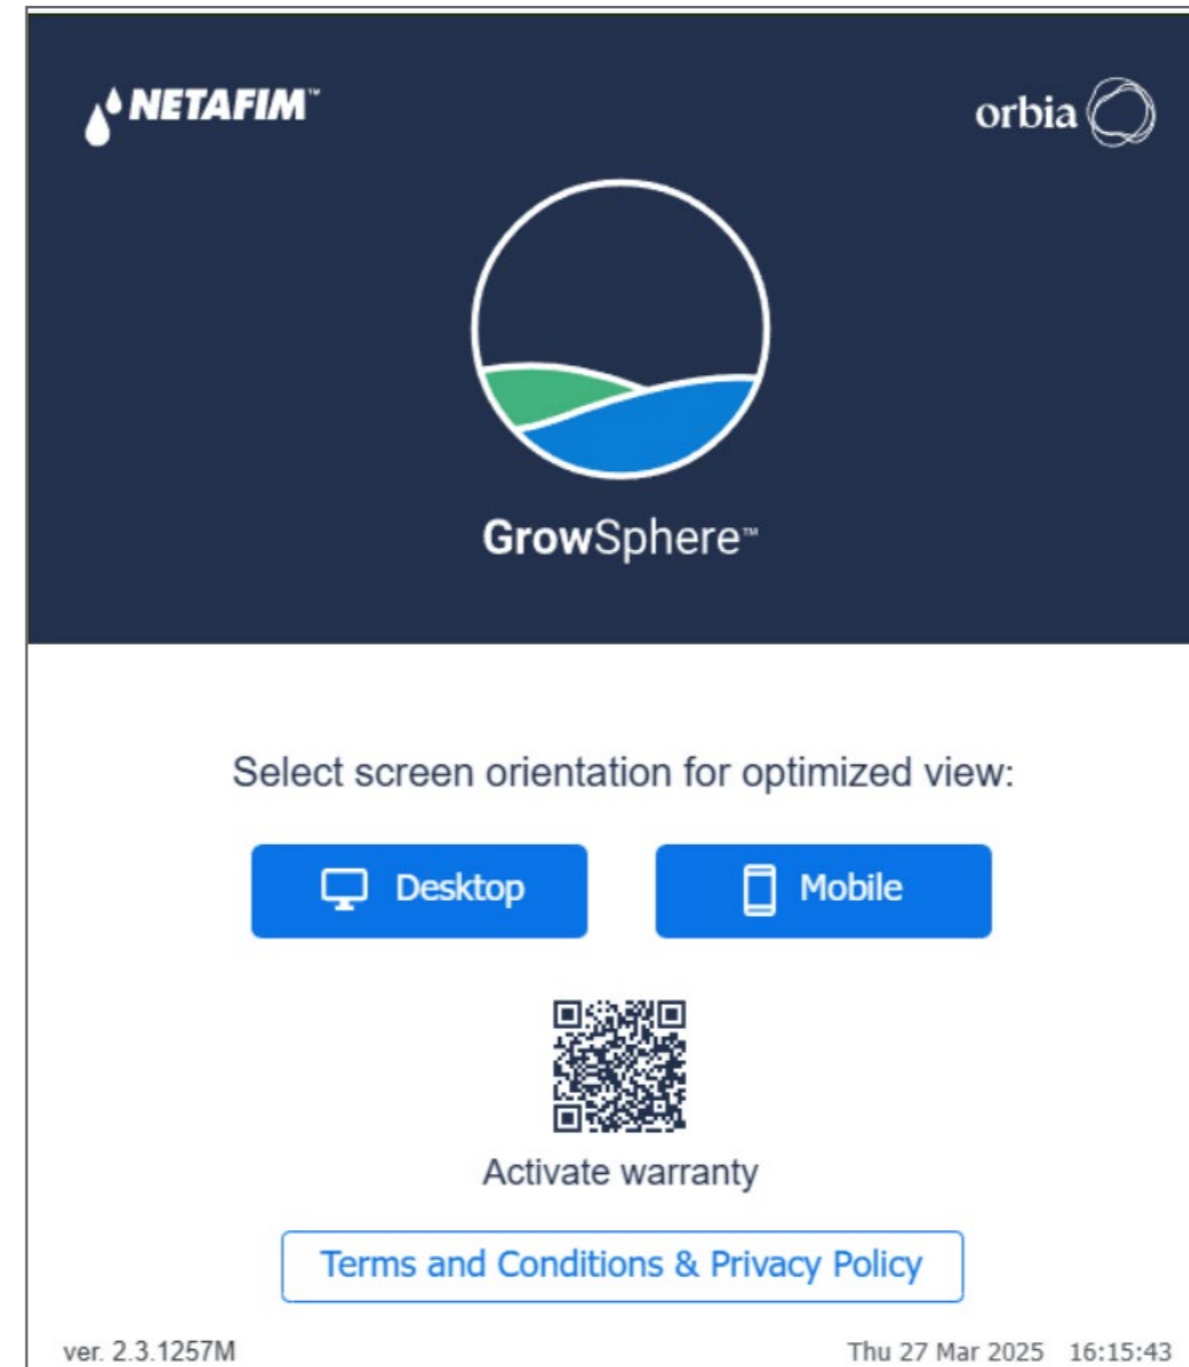 NETAFIM™
orbia
GrowSphere™
Select screen orientation for optimized view:
Desktop
Mobile
Activate warranty
Terms and Conditions & Privacy Policy
ver. 2.3.1257M
Thu 27 Mar 2025 16:15:43